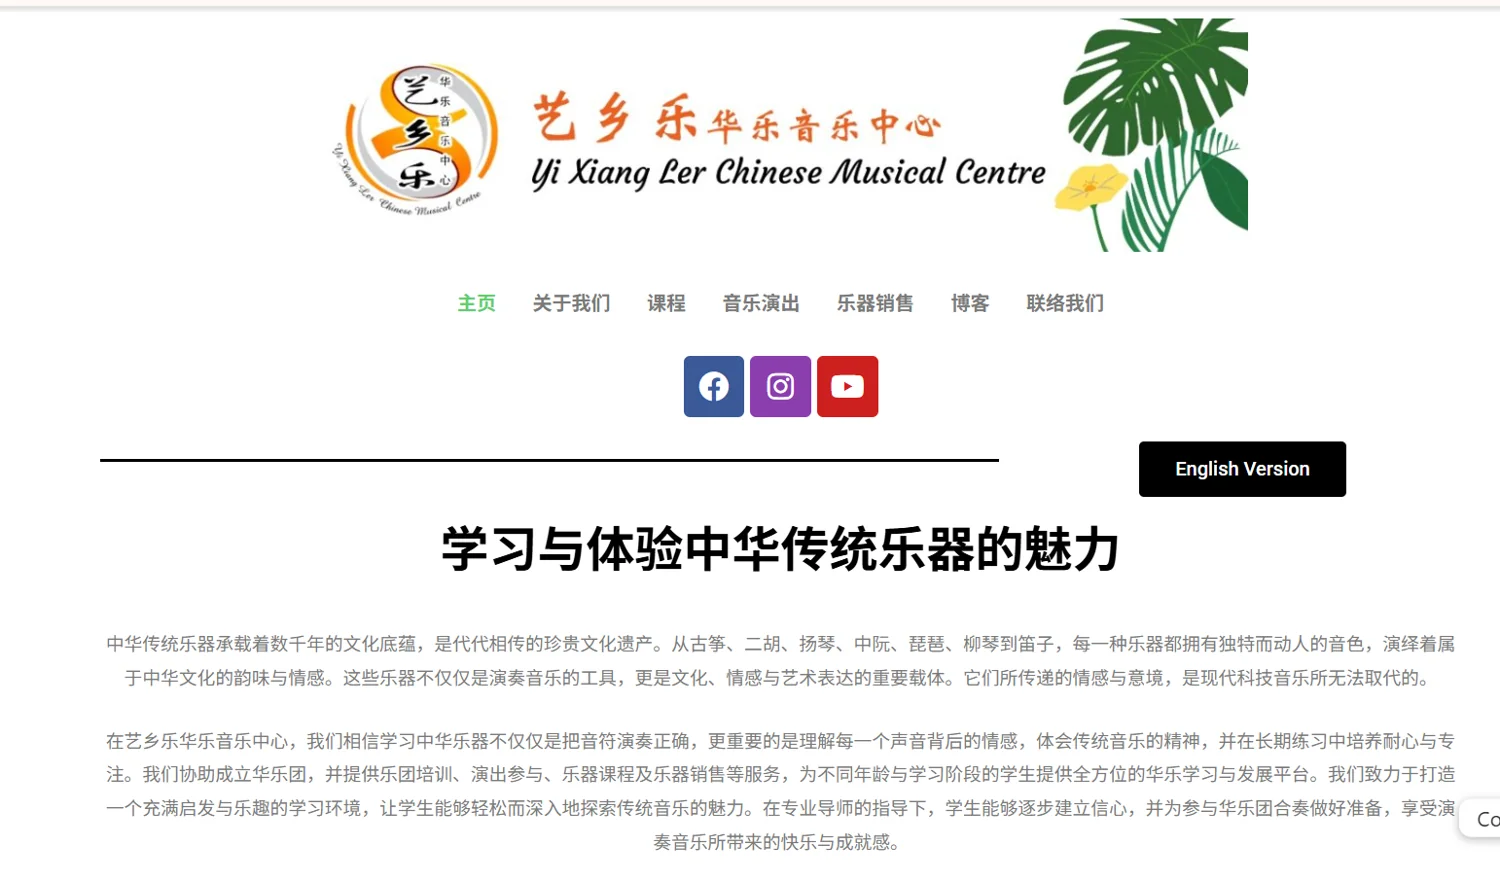 艺乡乐
华乐音乐中心
Yi Xiang Ler Chinese Musical Centre
艺乡乐华乐音乐中心
Yi Xiang Ler Chinese Musical Centre
主页 关于我们 课程 音乐演出 乐器销售 博客 联络我们
English Version
学习与体验中华传统乐器的魅力
中华传统乐器承载着数千年的文化底蕴，是代代相传的珍贵文化遗产。从古筝、二胡、扬琴、中阮、琵琶、柳琴到笛子，每一种乐器都拥有独特而动人的音色，演绎着属
于中华文化的韵味与情感。这些乐器不仅仅是演奏音乐的工具，更是文化、情感与艺术表达的重要载体。它们所传递的情感与意境，是现代科技音乐所无法取代的。
在艺乡乐华乐音乐中心，我们相信学习中华乐器不仅仅是把音符演奏正确，更重要的是理解每一个声音背后的情感，体会传统音乐的精神，并在长期练习中培养耐心与专
注。我们协助成立华乐团，并提供乐团培训、演出参与、乐器课程及乐器销售等服务，为不同年龄与学习阶段的学生提供全方位的华乐学习与发展平台。我们致力于打造
一个充满启发与乐趣的学习环境，让学生能够轻松而深入地探索传统音乐的魅力。在专业导师的指导下，学生能够逐步建立信心，并为参与华乐团合奏做好准备，享受演
奏音乐所带来的快乐与成就感。
Co